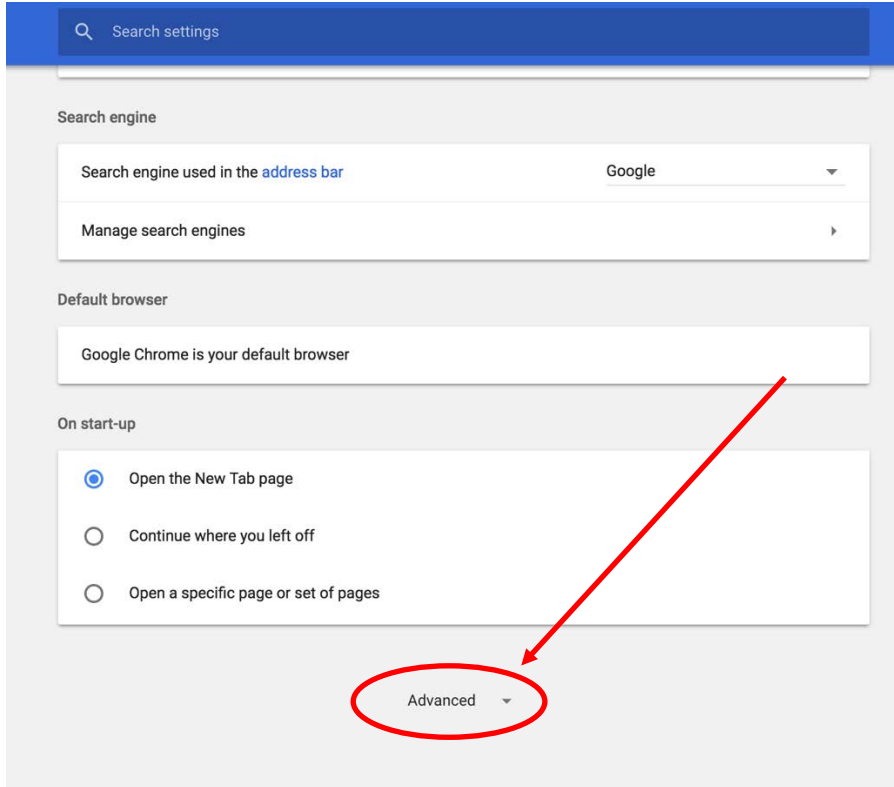 Search settings
Search engine
Search engine used in the address bar
Google
Manage search engines
Default browser
Google Chrome is your default browser
On start-up
Open the New Tab page
Continue where you left off
Open a specific page or set of pages
Advanced